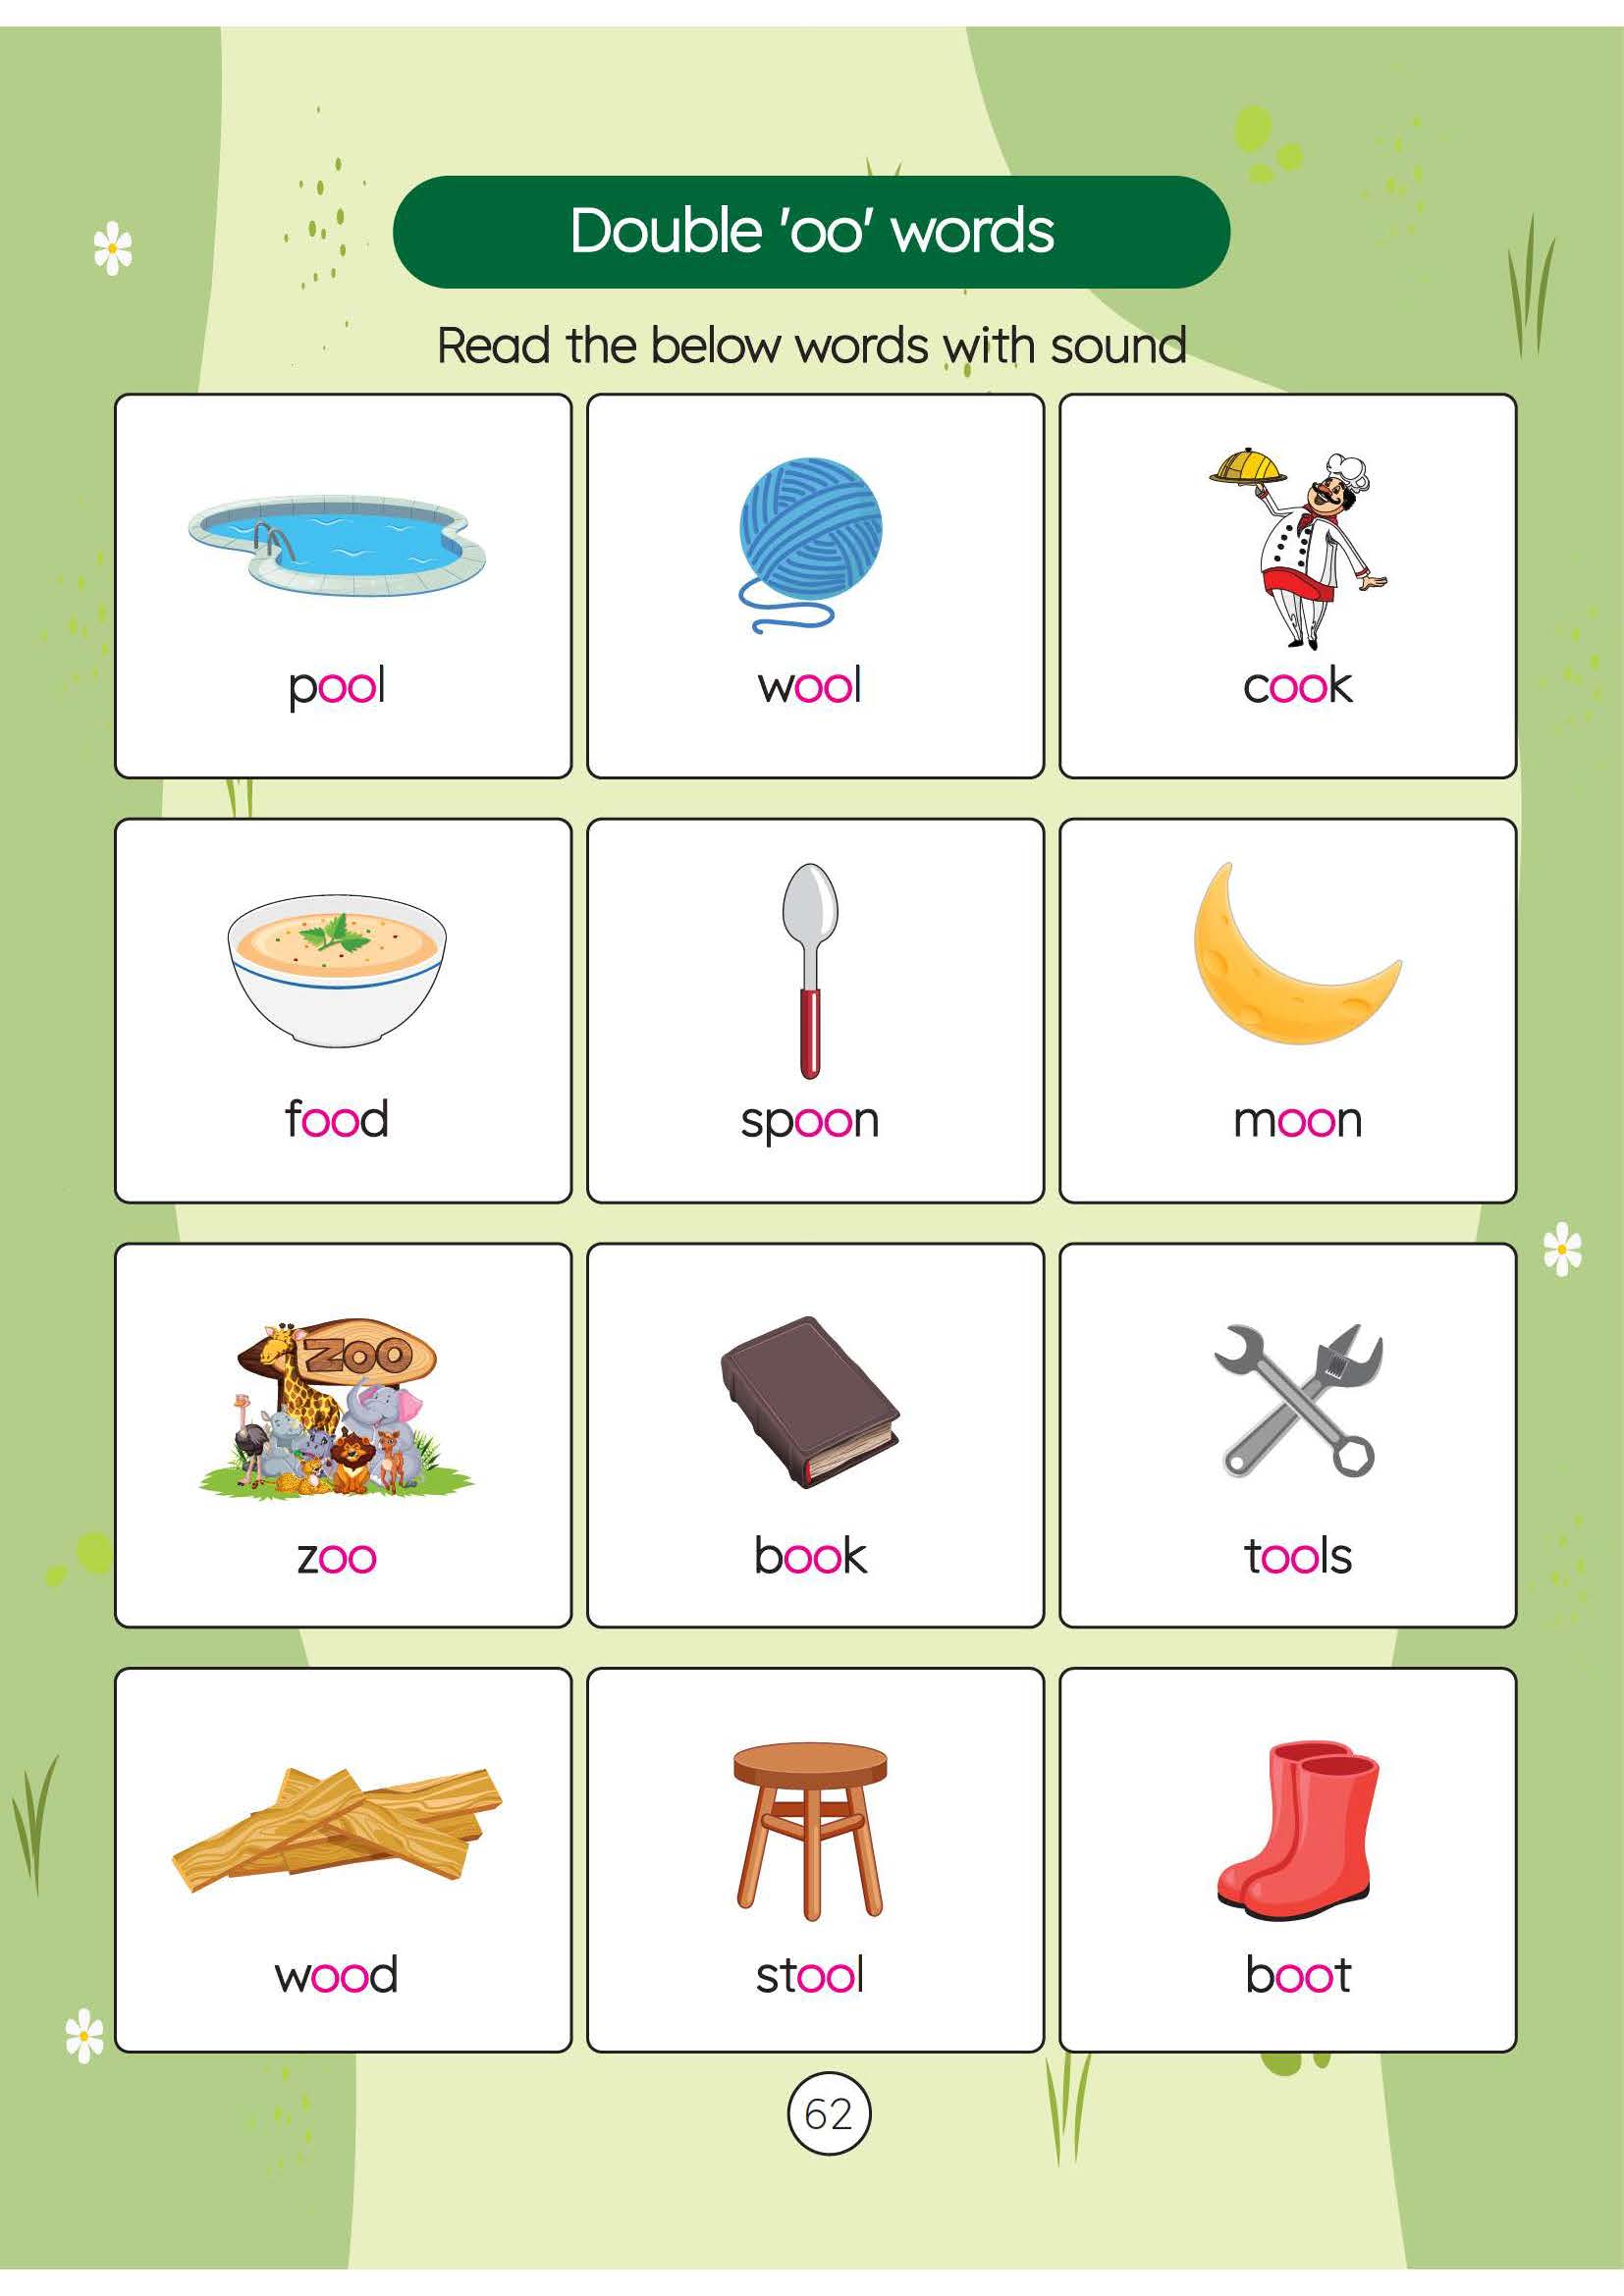 Double 'oo' words
Read the below words with sound
pool
wool
cook
food
spoon
moon
ZOO
zoo
book
tools
wood
stool
boot
62